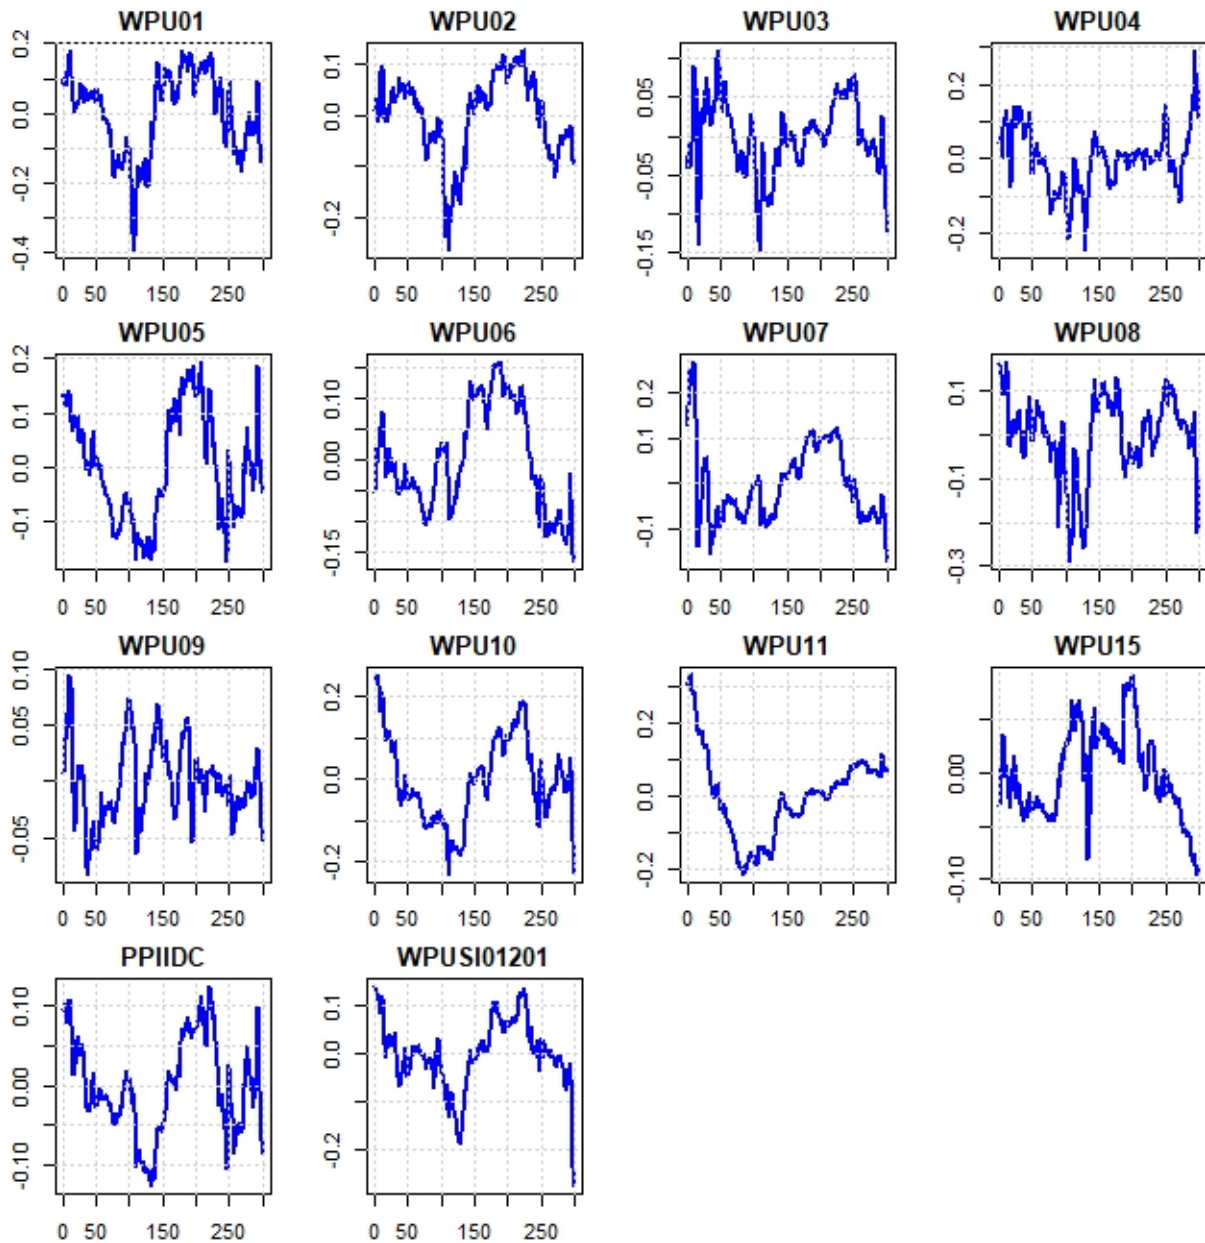 WPU01 WPU02 WPU03 WPU04
0.2 0.0 -0.2 -0.4
0.1 0.0 -0.2
0.05 -0.05 -0.15
0.2 0.0 -0.2
0 50 150 250 0 50 150 250 0 50 150 250 0 50 150 250
WPU05 WPU06 WPU07 WPU08
0.2 0.1 0.0 -0.1
0.10 0.00 -0.15
0.2 0.1 -0.1
0.1 -0.1 -0.3
0 50 150 250 0 50 150 250 0 50 150 250 0 50 150 250
WPU09 WPU10 WPU11 WPU15
0.10 0.05 -0.05
0.2 0.0 -0.2
0.2 0.0 -0.2
0.00 -0.10
0 50 150 250 0 50 150 250 0 50 150 250 0 50 150 250
PPIIDC WPUSI01201
0.10 0.00 -0.10
0.1 0.0 -0.2
0 50 150 250 0 50 150 250